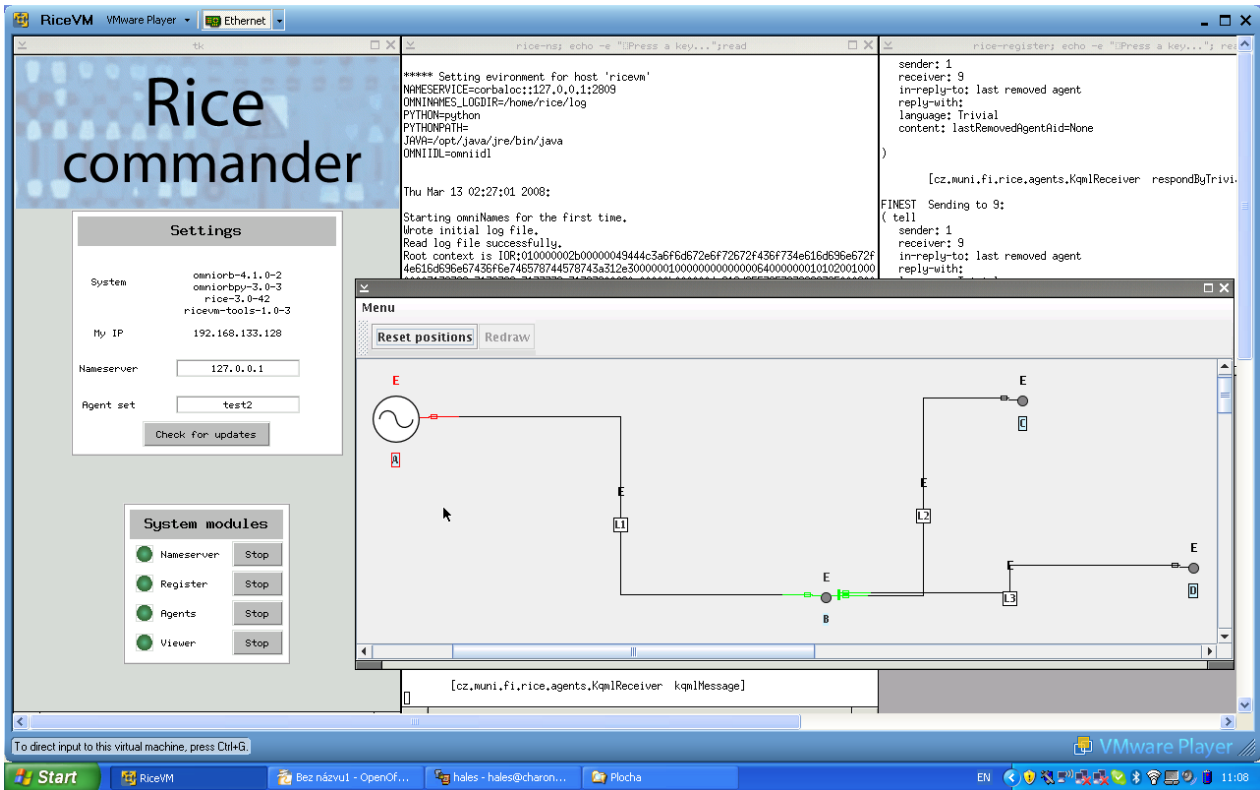 RiceVM VMware Player Ethernet
tk
rice-ns; echo -e "Press a key...";read
rice-register; echo -e "Press a key..."; rea
Rice
commander
Settings
System
omniorb-4.1.0-2
omniorbpy-3.0-3
rice-3.0-42
ricevm-tools-1.0-3
My IP 192.168.133.128
Nameserver 127.0.0.1
Agent set test2
Check for updates
System modules
Nameserver Stop
Register Stop
Agents Stop
Viewer Stop
***** Setting evironment for host 'ricevm'
NAMESERVICE=corbaloc::127.0.0.1:2809
OMNINAMES_LOGDIR=/home/rice/log
PYTHON=python
PYTHONPATH=
JAVA=/opt/java/jre/bin/java
OMNIIDL=omniidl
Thu Mar 13 02:27:01 2008:
Starting omniNames for the first time.
Wrote initial log file.
Read log file successfully.
Root context is IOR:010000002b00000049444c3a6f6d672e6f72672f436f734e616d696e672f
sender: 1
receiver: 9
in-reply-to: last removed agent
reply-with:
language: Trivial
content: lastRemovedAgentAid=None
)
[cz.muni.fi.rice.agents.KqmlReceiver respondByTrivi
FINEST Sending to 9:
( tell
sender: 1
receiver: 9
in-reply-to: last removed agent
reply-with:
Menu
Reset positions Redraw
E
A
E
L1
E
B
E
C
E
L2
E
L3
E
D
[cz.muni.fi.rice.agents.KqmlReceiver kqmlMessage]
To direct input to this virtual machine, press Ctrl+G.
VMware Player
Start RiceVM Bez názvu1 - OpenOf... hales - hales@charon... Plocha EN 11:08